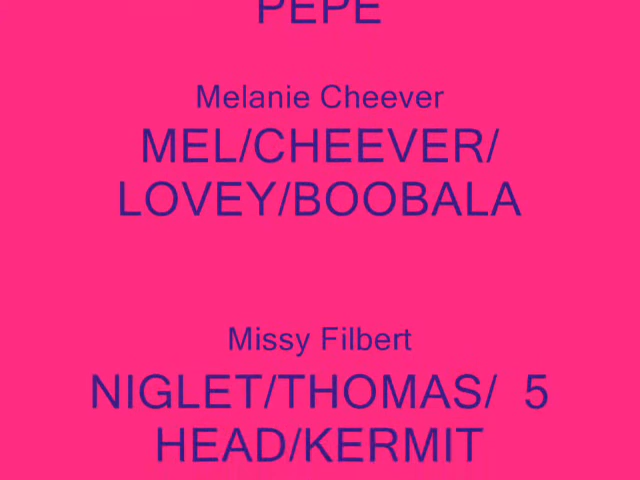 PEPE
Melanie Cheever
MEL/CHEEVER/
LOVEY/BOOBALA
Missy Filbert
NIGLET/THOMAS/ 5
HEAD/KERMIT